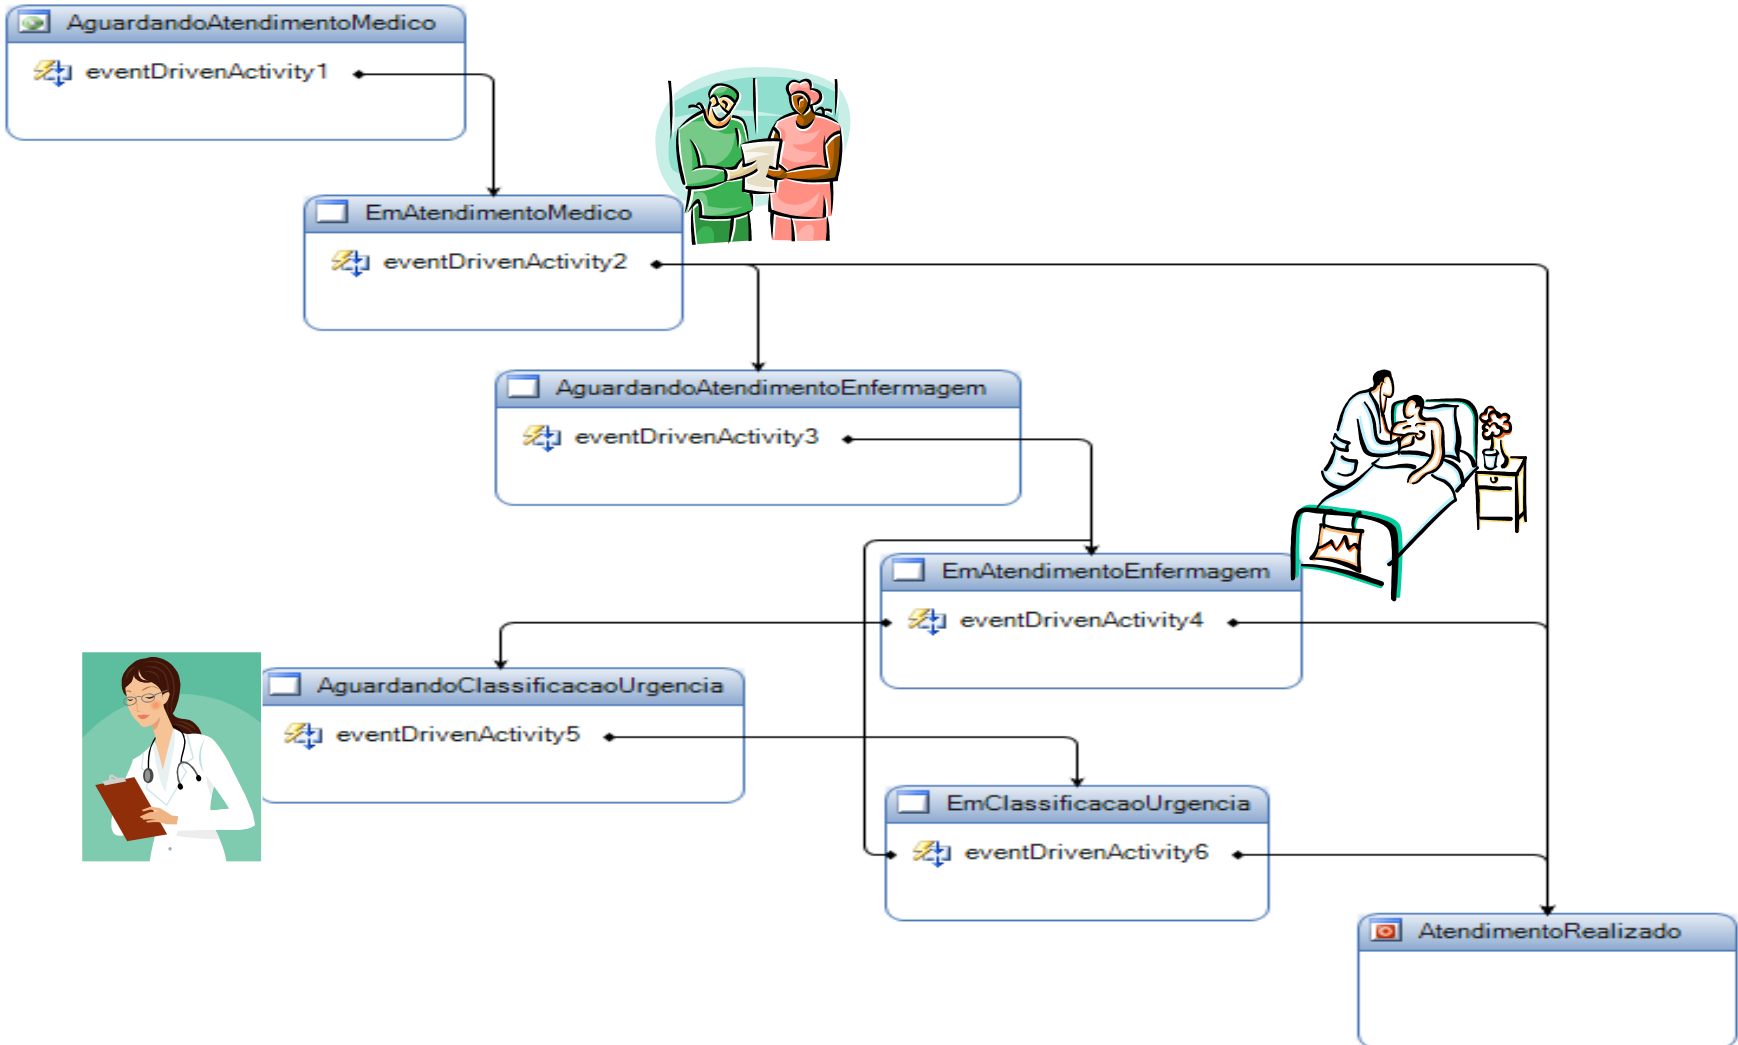 AguardandoAtendimentoMedico
eventDrivenActivity1
EmAtendimentoMedico
eventDrivenActivity2
AguardandoAtendimentoEnfermagem
eventDrivenActivity3
EmAtendimentoEnfermagem
eventDrivenActivity4
AguardandoClassificacaoUrgencia
eventDrivenActivity5
EmClassificacaoUrgencia
eventDrivenActivity6
AtendimentoRealizado